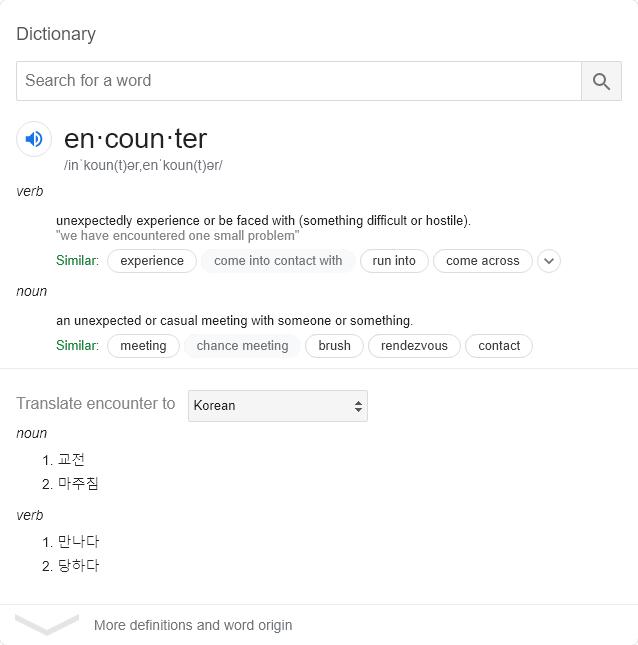 Dictionary
Search for a word
en·coun·ter
/inˈkoun(t)ər,enˈkoun(t)ər/
verb
unexpectedly experience or be faced with (something difficult or hostile).
"we have encountered one small problem"
Similar: experience come into contact with run into come across
noun
an unexpected or casual meeting with someone or something.
Similar: meeting chance meeting brush rendezvous contact
Translate encounter to Korean
noun
1. 교전
2. 마주침
verb
1. 만나다
2. 당하다
More definitions and word origin